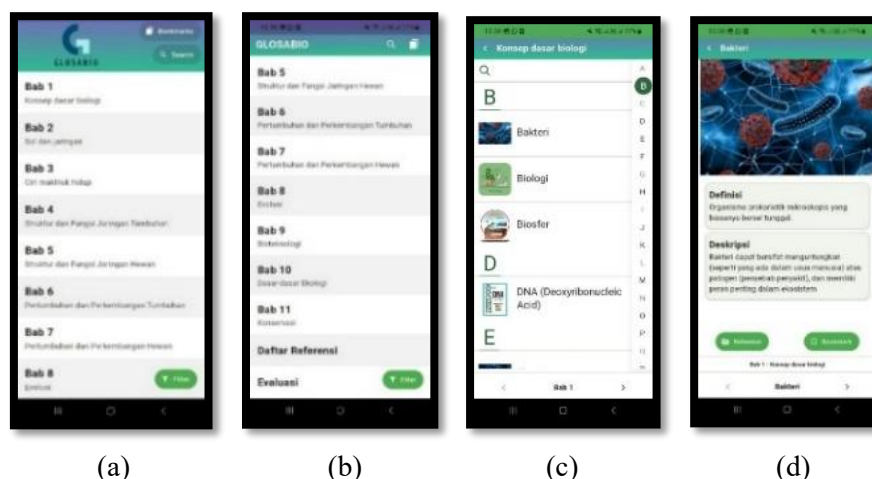 Bookmark
Search
GLOSABIO
Bab 1
Konsep dasar biologi
Bab 2
Sel dan jaringan
Bab 3
Ciri makhluk hidup
Bab 4
Struktur dan Fungsi Jaringan Tumbuhan
Bab 5
Struktur dan Fungsi Jaringan Hewan
Bab 6
Pertumbuhan dan Perkembangan Tumbuhan
Bab 7
Pertumbuhan dan Perkembangan Hewan
Bab 8
Evolusi
Filter
(a)
GLOSABIO
Bab 5
Struktur dan Fungsi Jaringan Hewan
Bab 6
Pertumbuhan dan Perkembangan Tumbuhan
Bab 7
Pertumbuhan dan Perkembangan Hewan
Bab 8
Evolusi
Bab 9
Bioteknologi
Bab 10
Dasar-dasar Ekologi
Bab 11
Konservasi
Daftar Referensi
Evaluasi
Filter
(b)
Konsep dasar biologi
B
Bakteri
Biologi
Biosfer
D
DNA (Deoxyribonucleic
Acid)
E
A
B
C
D
E
F
G
H
I
J
K
L
M
N
O
P
Bab 1
(c)
Bakteri
Definisi
Organisme prokariotik mikroskopis yang
biasanya bersel tunggal.
Deskripsi
Bakteri dapat bersifat menguntungkan
(seperti yang ada dalam usus manusia) atau
patogen (penyebab penyakit), dan memiliki
peran penting dalam ekosistem
Reference
Bookmark
Bab 1 : Konsep dasar biologi
Bakteri
(d)